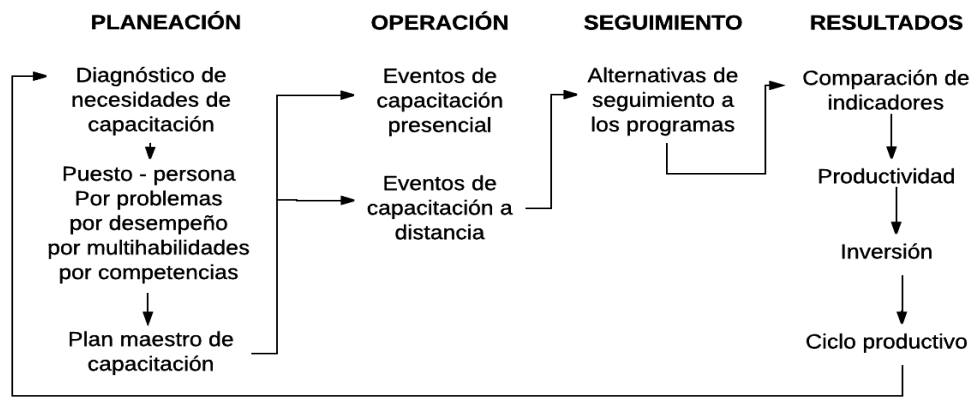 PLANEACIÓN
Diagnóstico de
necesidades de
capacitación
Puesto - persona
Por problemas
por desempeño
por multihabilidades
por competencias
Plan maestro de
capacitación
OPERACIÓN
Eventos de
capacitación
presencial
Eventos de
capacitación a
distancia
SEGUIMIENTO
Alternativas de
seguimiento a
los programas
RESULTADOS
Comparación de
indicadores
Productividad
Inversión
Ciclo productivo